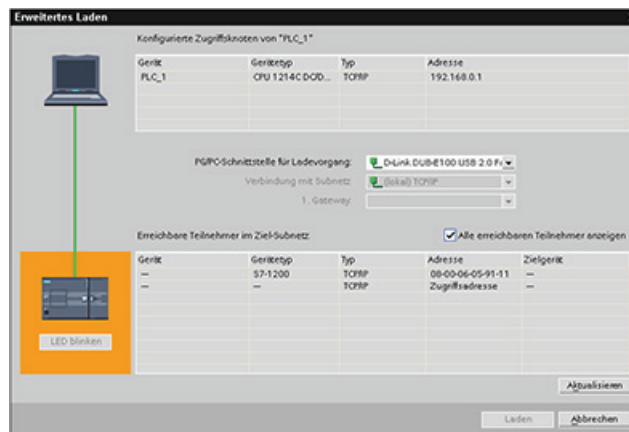 Erweitertes Laden
Konfigurierte Zugriffsknoten von "PLC_1"
Gerät Gerätetyp Typ Adresse
PLC_1 CPU 1214C DC/D... TCP/IP 192.168.0.1
PG/PC-Schnittstelle für Ladevorgang: D-Link DUB-E100 USB 2.0 F
Verbindung mit Subnetz: (lokal) TCP/IP
1. Gateway:
Erreichbare Teilnehmer im Ziel-Subnetz: Alle erreichbaren Teilnehmer anzeigen
Gerät Gerätetyp Typ Adresse Zielgerät
— S7-1200 TCP/IP 08-00-06-05-91-11 —
— — TCP/IP Zugriffsadresse —
LED blinken
Aktualisieren
Laden Abbrechen